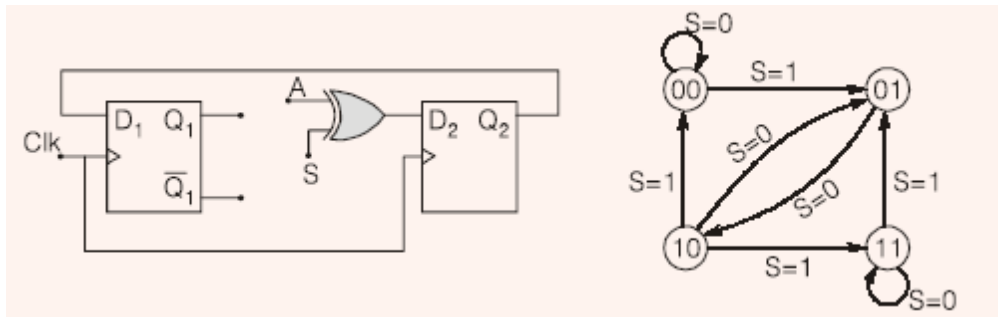 Clk
D₁ Q₁
Q̅₁
A
S
D₂ Q₂
S=0
00
S=1
01
S=0
S=0
S=1
S=1
10
S=1
11
S=0